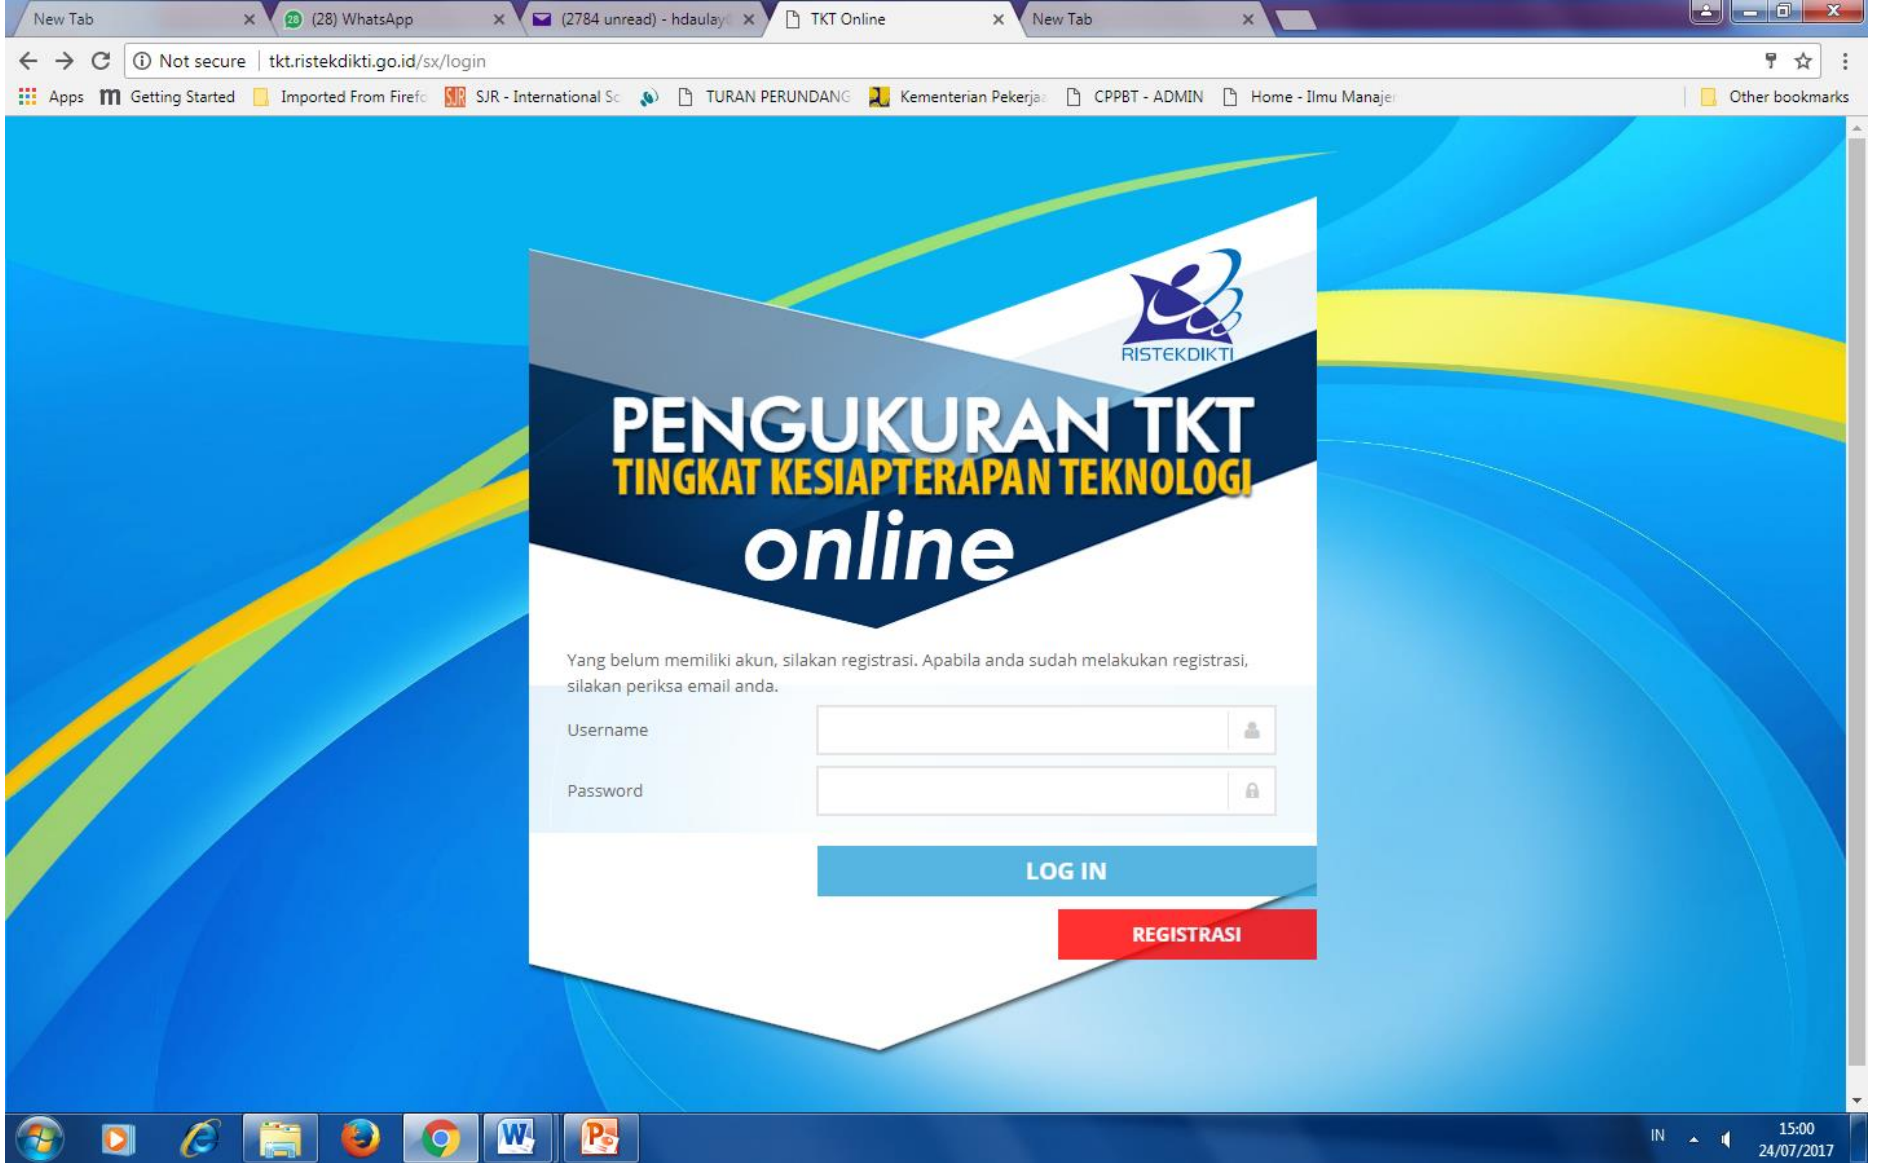 New Tab
28
(28) WhatsApp
(2784 unread) - hdaulay
TKT Online
New Tab
Not secure
tkt.ristekdikti.go.id/sx/login
Apps
m
Getting Started
Imported From Firefo
SJR
SJR - International Sc
TURAN PERUNDANG
Kementerian Pekerja
CPPBT - ADMIN
Home - Ilmu Manajer
Other bookmarks
RISTEKDIKTI
PENGUKURAN TKT
TINGKAT KESIAPTERAPAN TEKNOLOGI
online
Yang belum memiliki akun, silakan registrasi. Apabila anda sudah melakukan registrasi,
silakan periksa email anda.
Username
Password
LOG IN
REGISTRASI
IN
15:00
24/07/2017